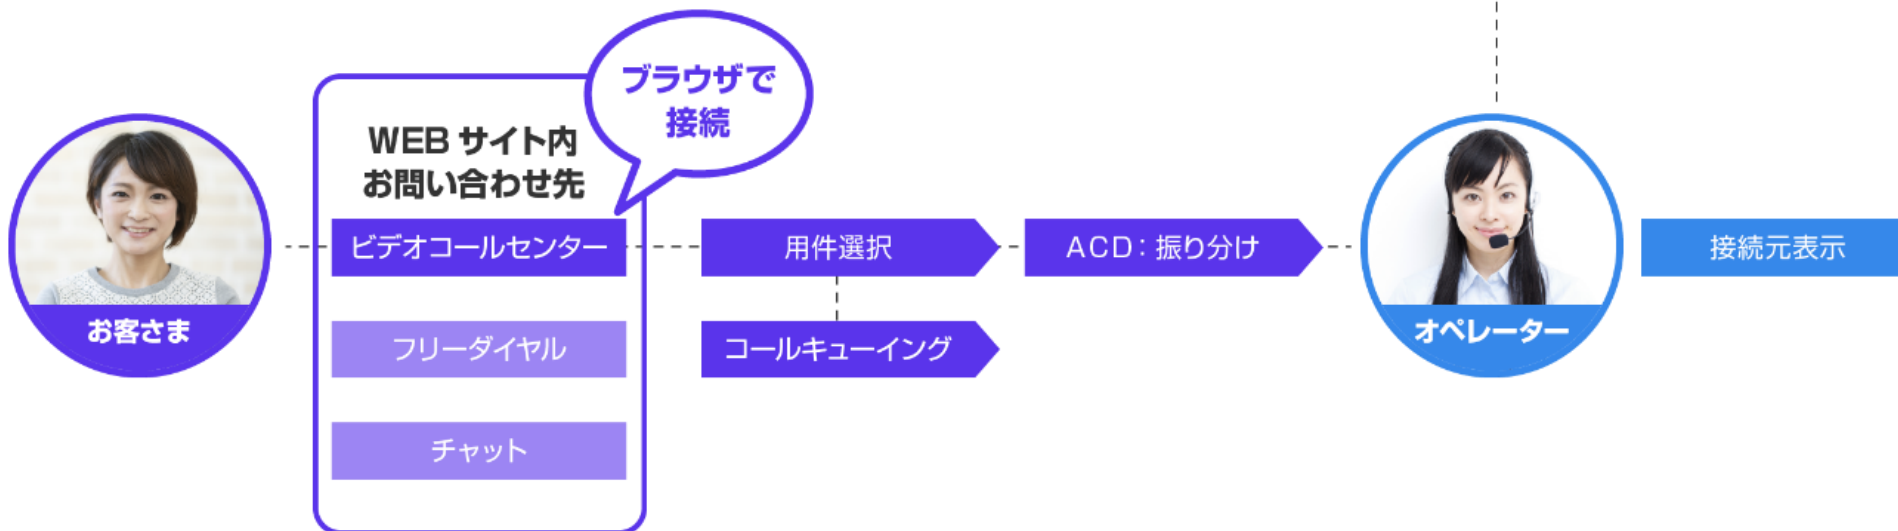 ブラウザで
接続
WEB サイト内
お問い合わせ先
ビデオコールセンター
用件選択
ACD：振り分け
接続元表示
お客さま
フリーダイヤル
コールキューイング
オペレーター
チャット